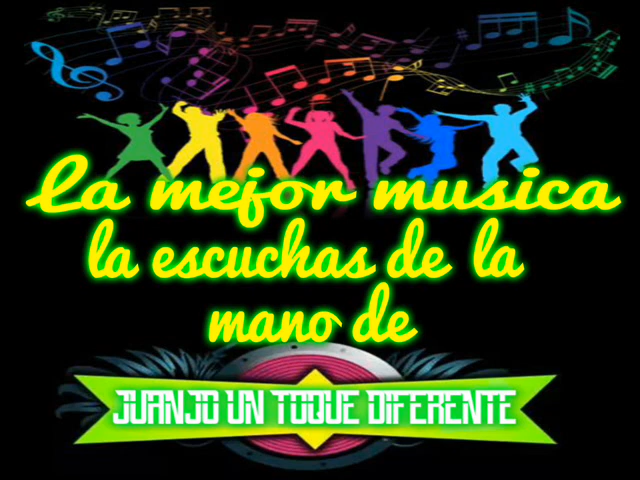 La mejor musica
la escuchas de la
mano de
JUANJO UN TOQUE DIFERENTE